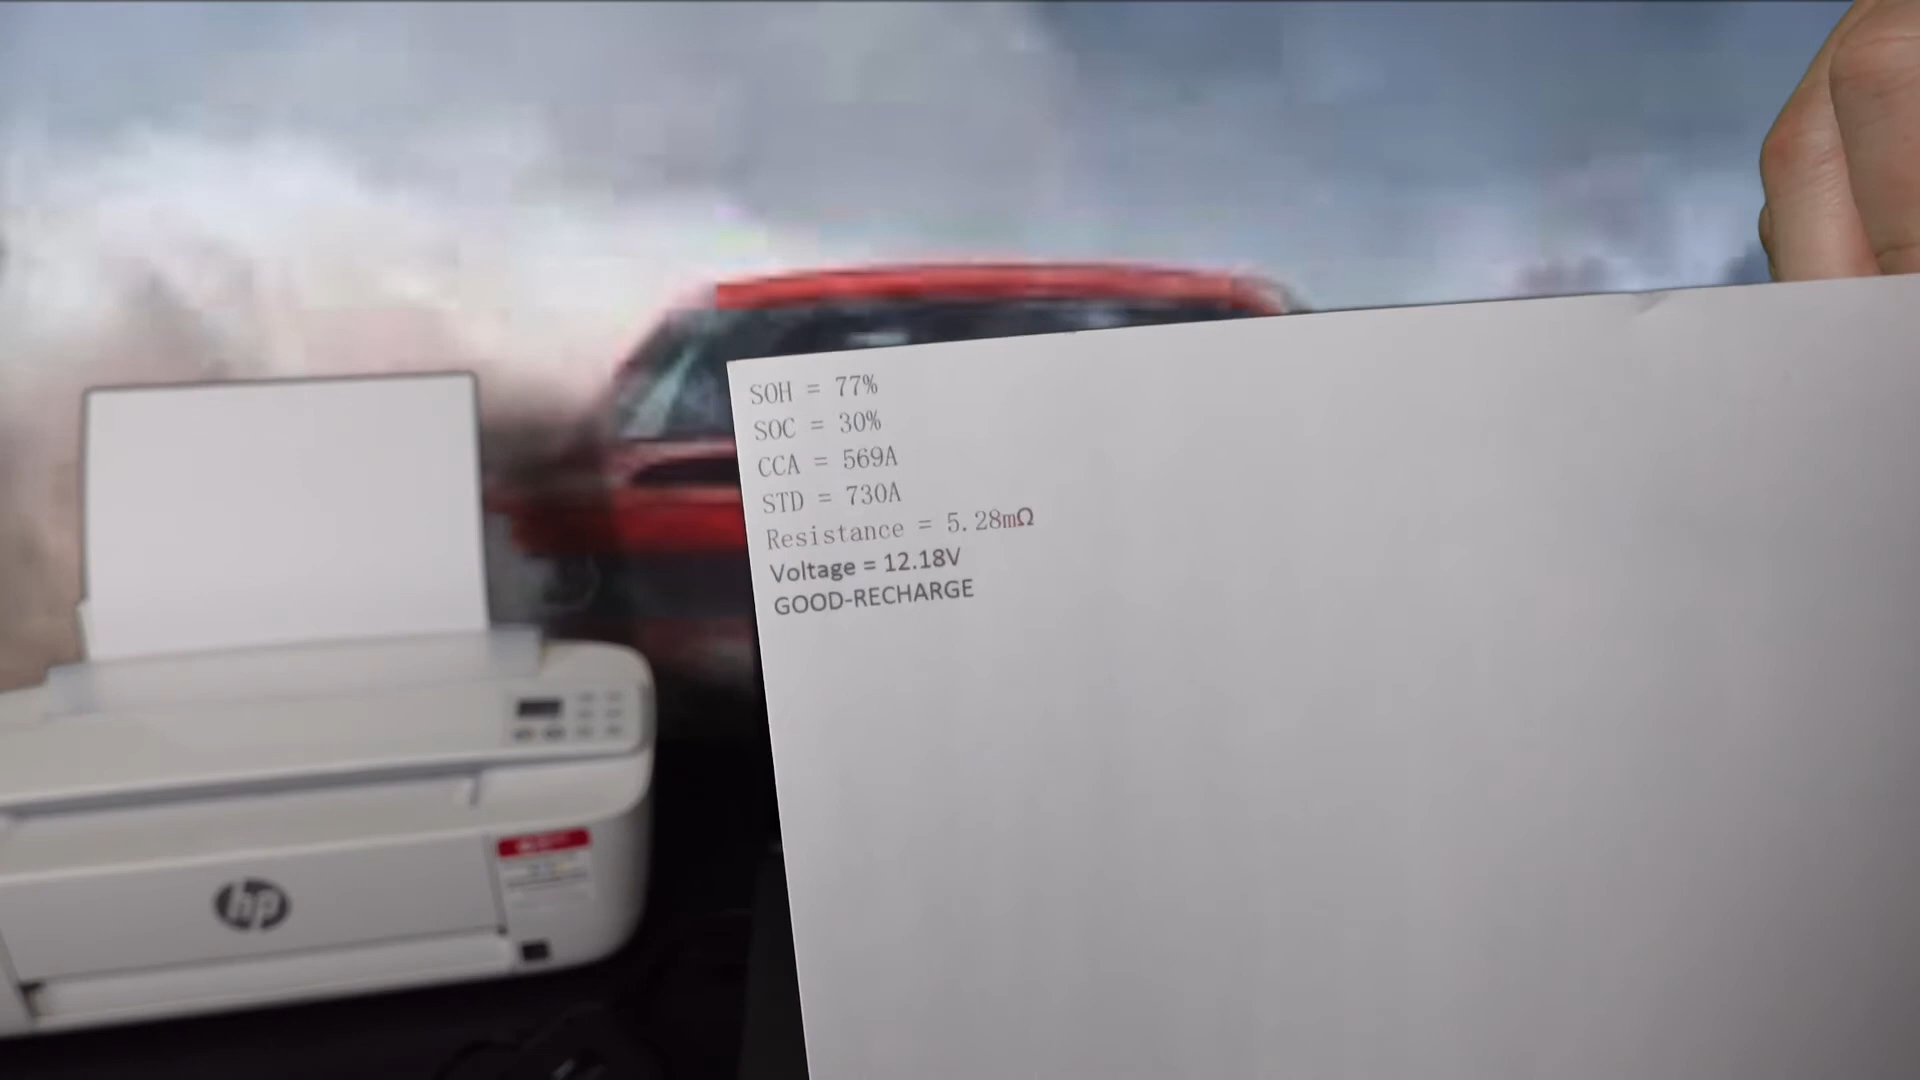 SOH = 77%
SOC = 30%
CCA = 569A
STD = 730A
Resistance = 5.28mΩ
Voltage = 12.18V
GOOD-RECHARGE
hp